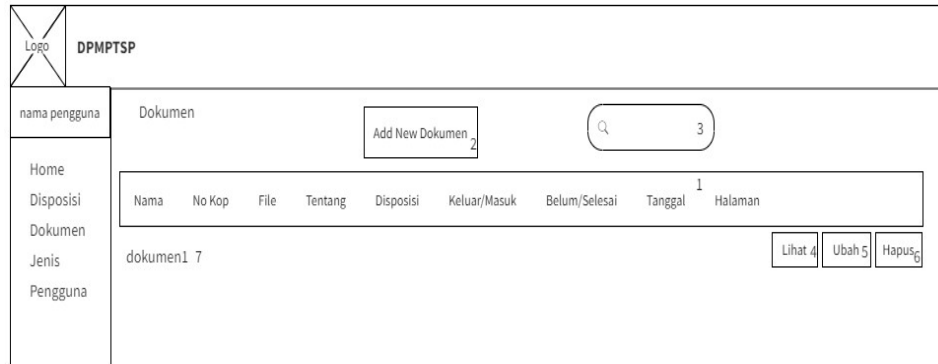 Logo DPMPTSP
nama pengguna
Dokumen
Add New Dokumen 2
3
Home
Disposisi
Dokumen
Jenis
Pengguna
1
Nama No Kop File Tentang Disposisi Keluar/Masuk Belum/Selesai Tanggal Halaman
dokumen1 7
Lihat 4 Ubah 5 Hapus 6